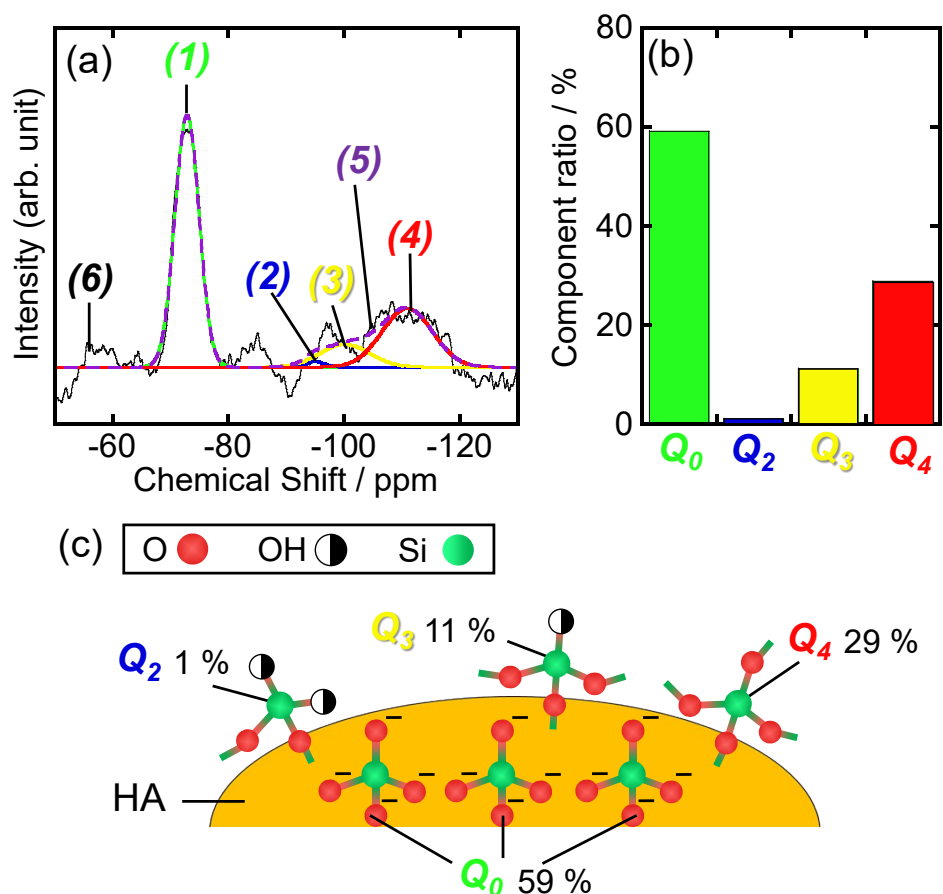 (a)
(1)
(5)
(4)
(2)
(3)
(6)
Intensity (arb. unit)
-60 -80 -100 -120
Chemical Shift / ppm
(b)
80
60
40
20
0
Component ratio / %
Q0 Q2 Q3 Q4
(c)
O OH Si
Q3 11 %
Q2 1 %
Q4 29 %
− − −
− − − − − −
− − −
HA
Q0 59 %